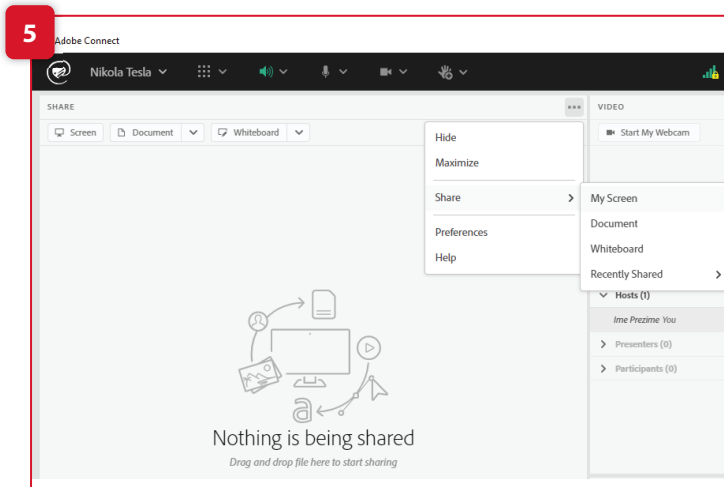 5
Adobe Connect
Nikola Tesla
SHARE
VIDEO
Screen Document Whiteboard
Start My Webcam
Hide
Maximize
Share
Preferences
Help
My Screen
Document
Whiteboard
Recently Shared
Hosts (1)
Ime Prezime You
Presenters (0)
Participants (0)
a
Nothing is being shared
Drag and drop file here to start sharing